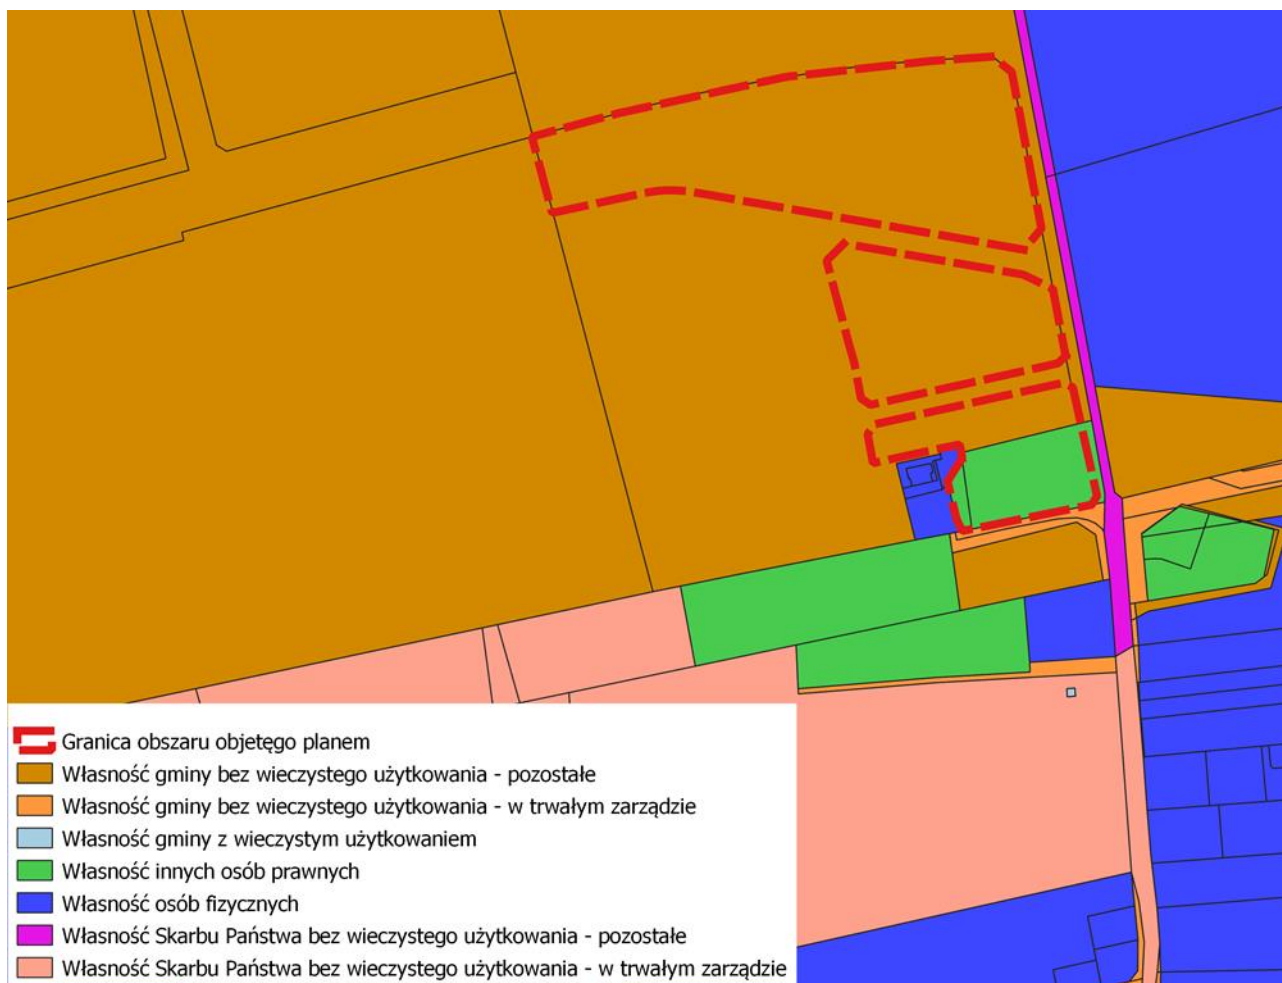 Granica obszaru objetęgo planem
Własność gminy bez wieczystego użytkowania - pozostałe
Własność gminy bez wieczystego użytkowania - w trwałym zarządzie
Własność gminy z wieczystym użytkowaniem
Własność innych osób prawnych
Własność osób fizycznych
Własność Skarbu Państwa bez wieczystego użytkowania - pozostałe
Własność Skarbu Państwa bez wieczystego użytkowania - w trwałym zarządzie